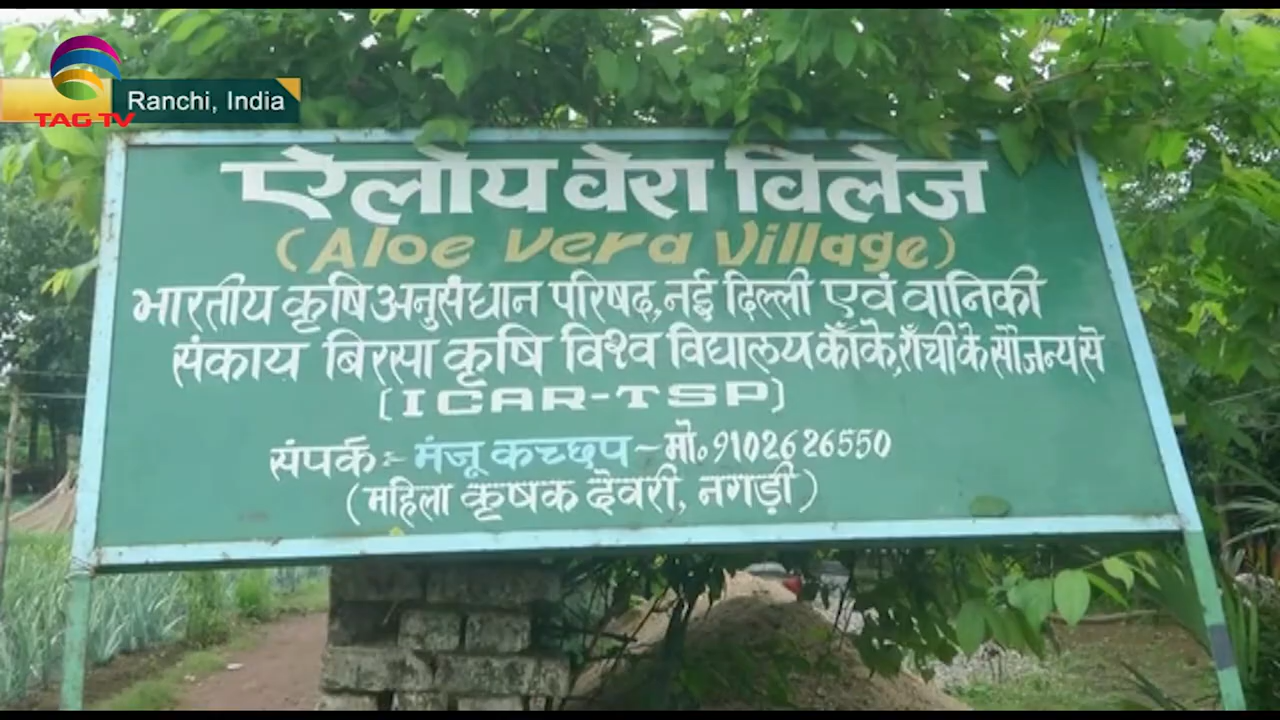 Ranchi, India
TAG TV
ऐलोय वेरा विलेज
(Aloe Vera Village)
भारतीय कृषि अनुसंधान परिषद, नई दिल्ली एवं वानिकी
संकाय बिरसा कृषि विश्व विद्यालय काँके, राँची के सौजन्य से
(ICAR-TSP)
संपर्क :- मंजू कच्छप - मो० 9102626550
(महिला कृषक देवरी, नगड़ी)